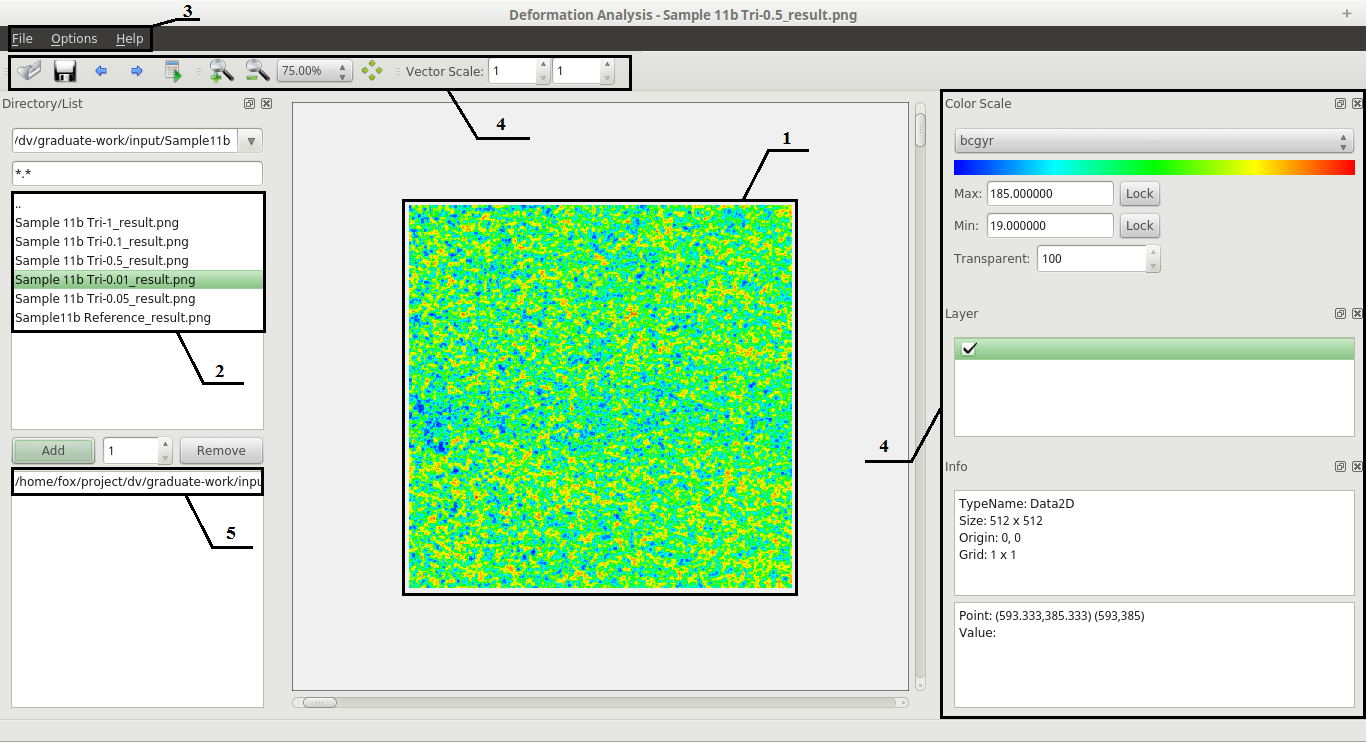 Deformation Analysis - Sample 11b Tri-0.5_result.png
3
File Options Help
75.00% Vector Scale: 1 1
4
Directory/List
/dv/graduate-work/input/Sample11b
*.*
..
Sample 11b Tri-1_result.png
Sample 11b Tri-0.1_result.png
Sample 11b Tri-0.5_result.png
Sample 11b Tri-0.01_result.png
Sample 11b Tri-0.05_result.png
Sample11b Reference_result.png
2
Add 1 Remove
/home/fox/project/dv/graduate-work/inpu
5
1
Color Scale
bcgyr
Max: 185.000000 Lock
Min: 19.000000 Lock
Transparent: 100
Layer
4
Info
TypeName: Data2D
Size: 512 x 512
Origin: 0, 0
Grid: 1 x 1
Point: (593.333,385.333) (593,385)
Value: